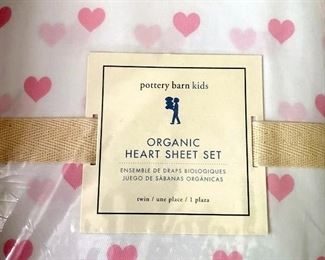 pottery barn kids
ORGANIC
HEART SHEET SET
ENSEMBLE DE DRAPS BIOLOGIQUES
JUEGO DE SÁBANAS ORGÁNICAS
twin / une place / 1 plaza